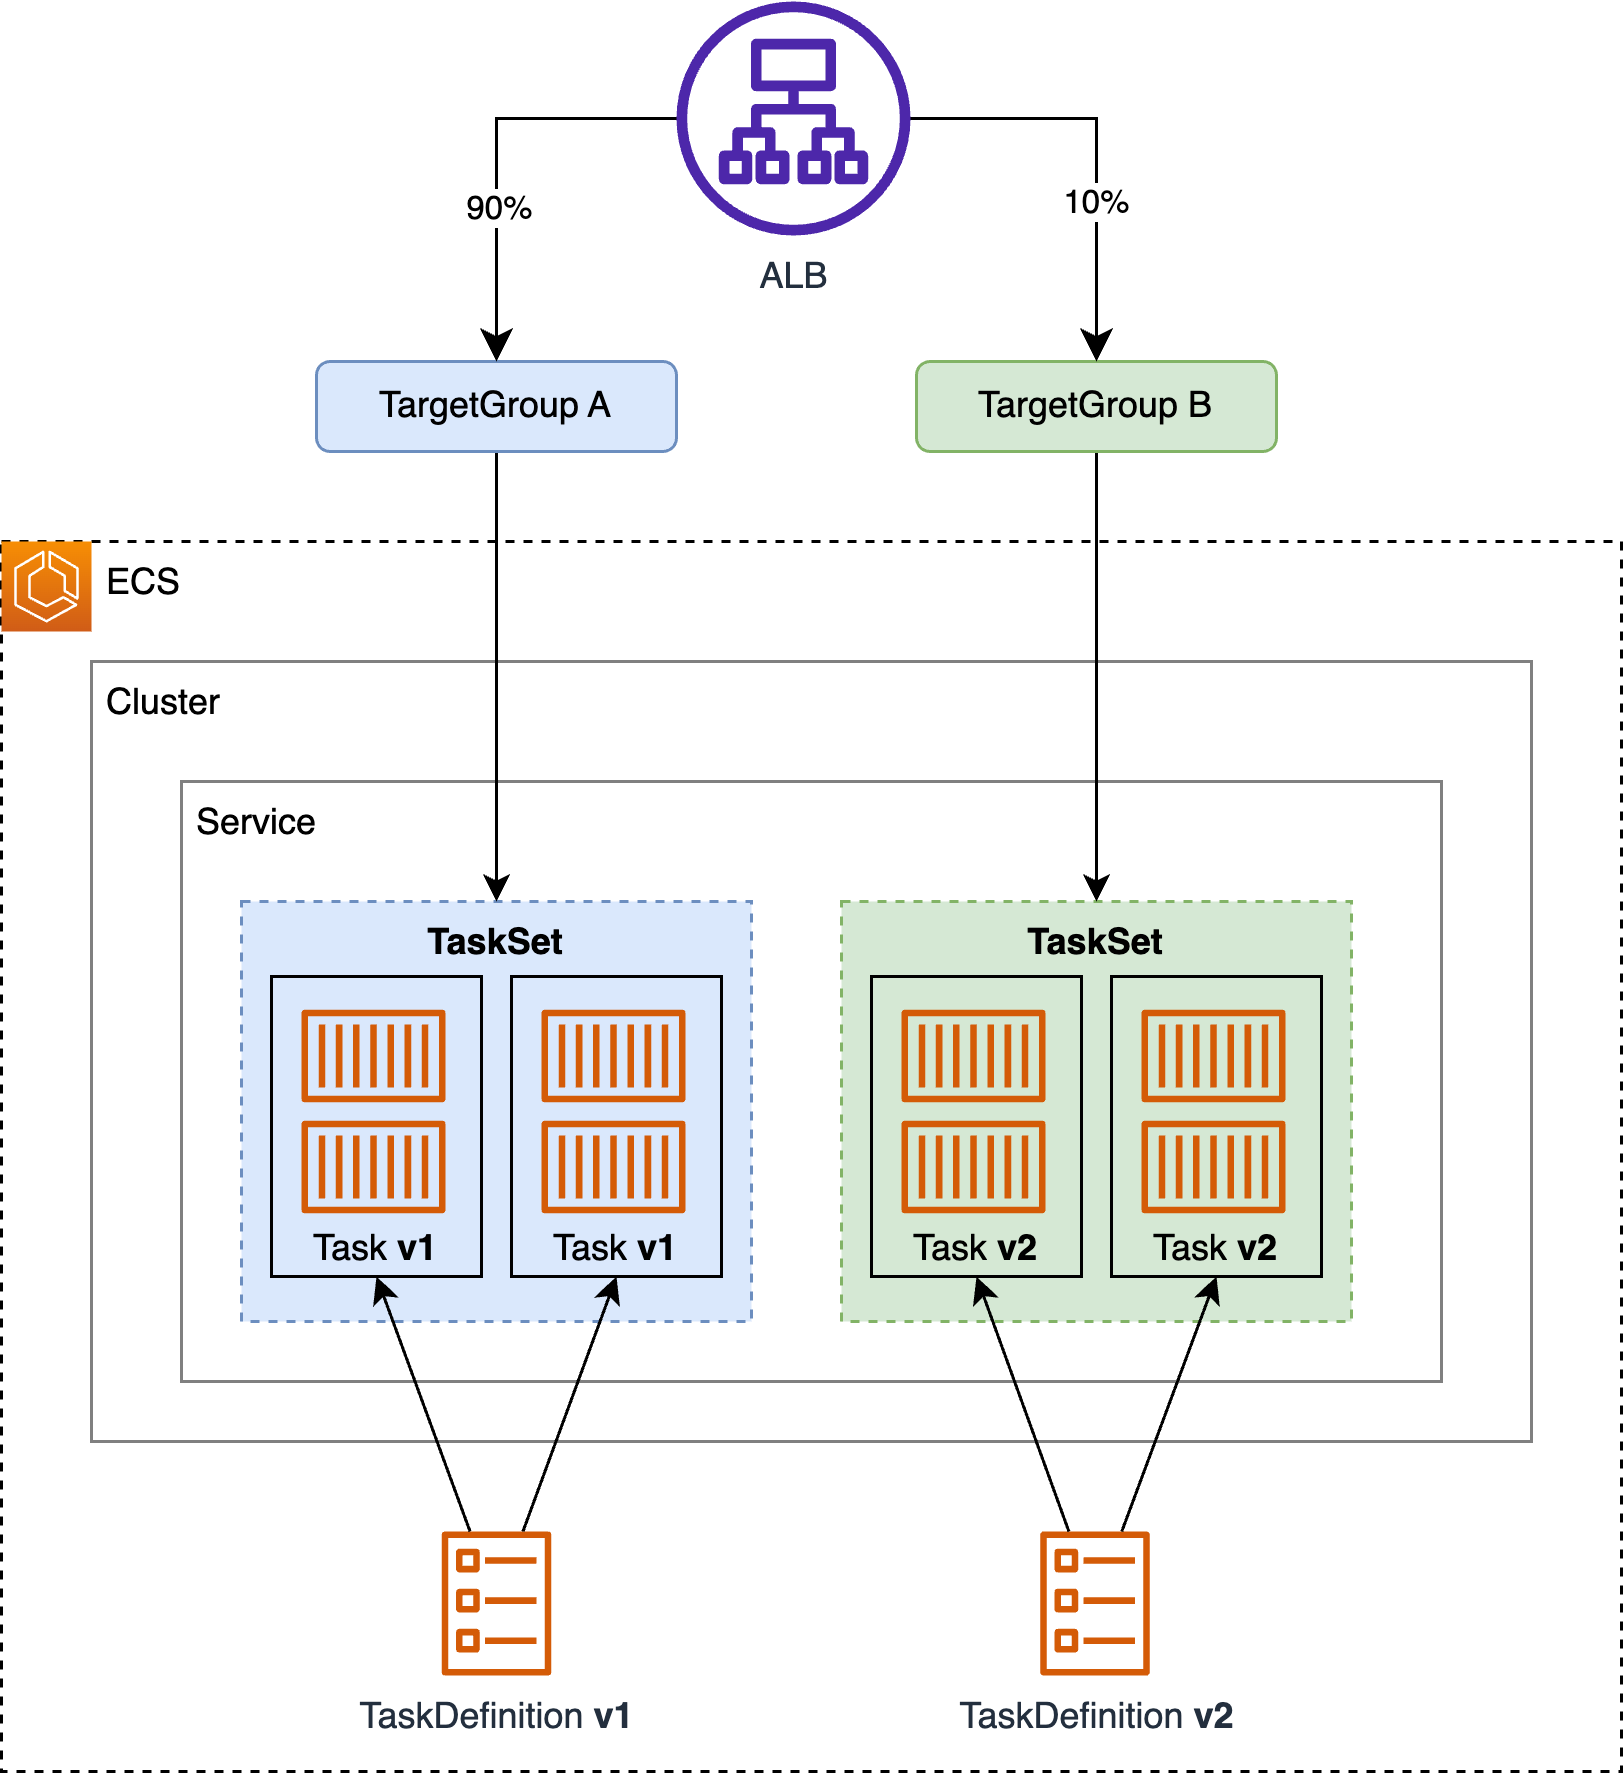 90%
10%
ALB
TargetGroup A
TargetGroup B
ECS
Cluster
Service
TaskSet
TaskSet
Task v1
Task v1
Task v2
Task v2
TaskDefinition v1
TaskDefinition v2